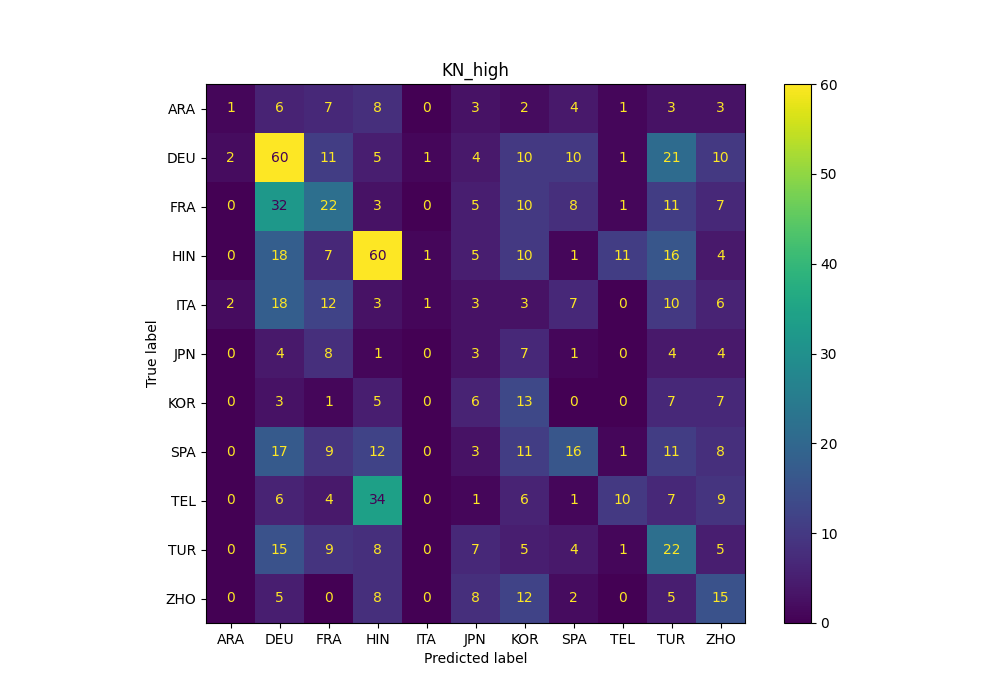 KN_high
ARA 1 6 7 8 0 3 2 4 1 3 3
DEU 2 60 11 5 1 4 10 10 1 21 10
FRA 0 32 22 3 0 5 10 8 1 11 7
HIN 0 18 7 60 1 5 10 1 11 16 4
ITA 2 18 12 3 1 3 3 7 0 10 6
JPN 0 4 8 1 0 3 7 1 0 4 4
KOR 0 3 1 5 0 6 13 0 0 7 7
SPA 0 17 9 12 0 3 11 16 1 11 8
TEL 0 6 4 34 0 1 6 1 10 7 9
TUR 0 15 9 8 0 7 5 4 1 22 5
ZHO 0 5 0 8 0 8 12 2 0 5 15
ARA DEU FRA HIN ITA JPN KOR SPA TEL TUR ZHO
Predicted label
True label
60
50
40
30
20
10
0